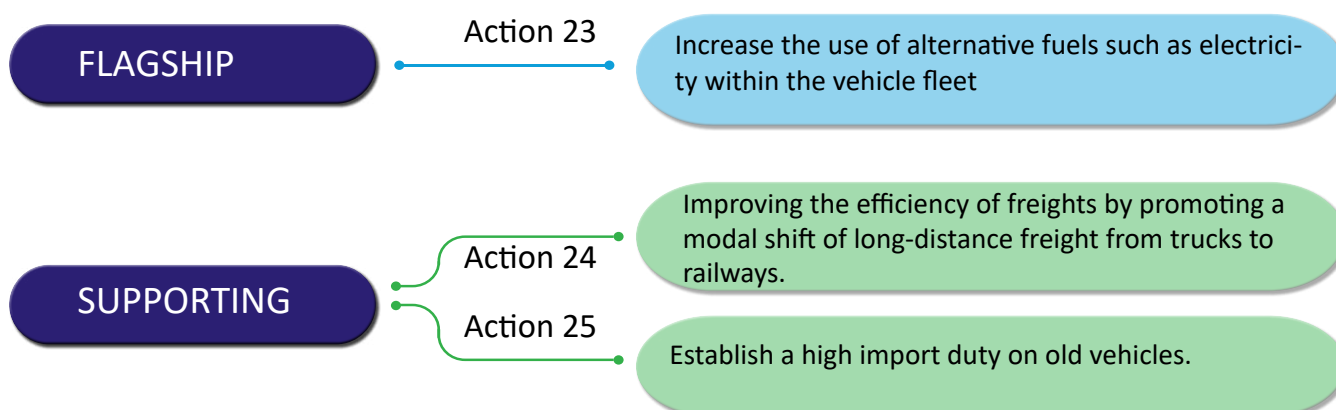 FLAGSHIP
Action 23
Increase the use of alternative fuels such as electrici-
ty within the vehicle fleet
SUPPORTING
Action 24
Improving the efficiency of freights by promoting a
modal shift of long-distance freight from trucks to
railways.
Action 25
Establish a high import duty on old vehicles.